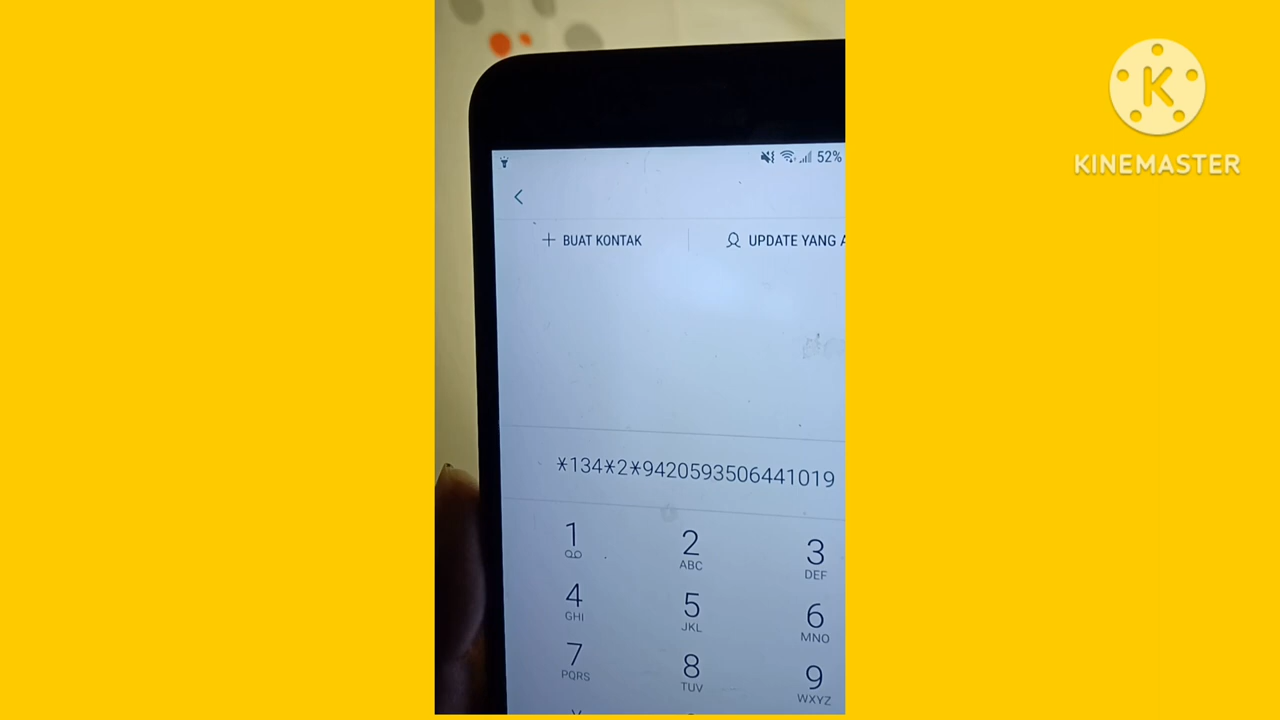 K
KINEMASTER
52%
<
+ BUAT KONTAK
UPDATE YANG A
*134*2*9420593506441019
1
2 ABC
3 DEF
4 GHI
5 JKL
6 MNO
7 PQRS
8 TUV
9 WXYZ